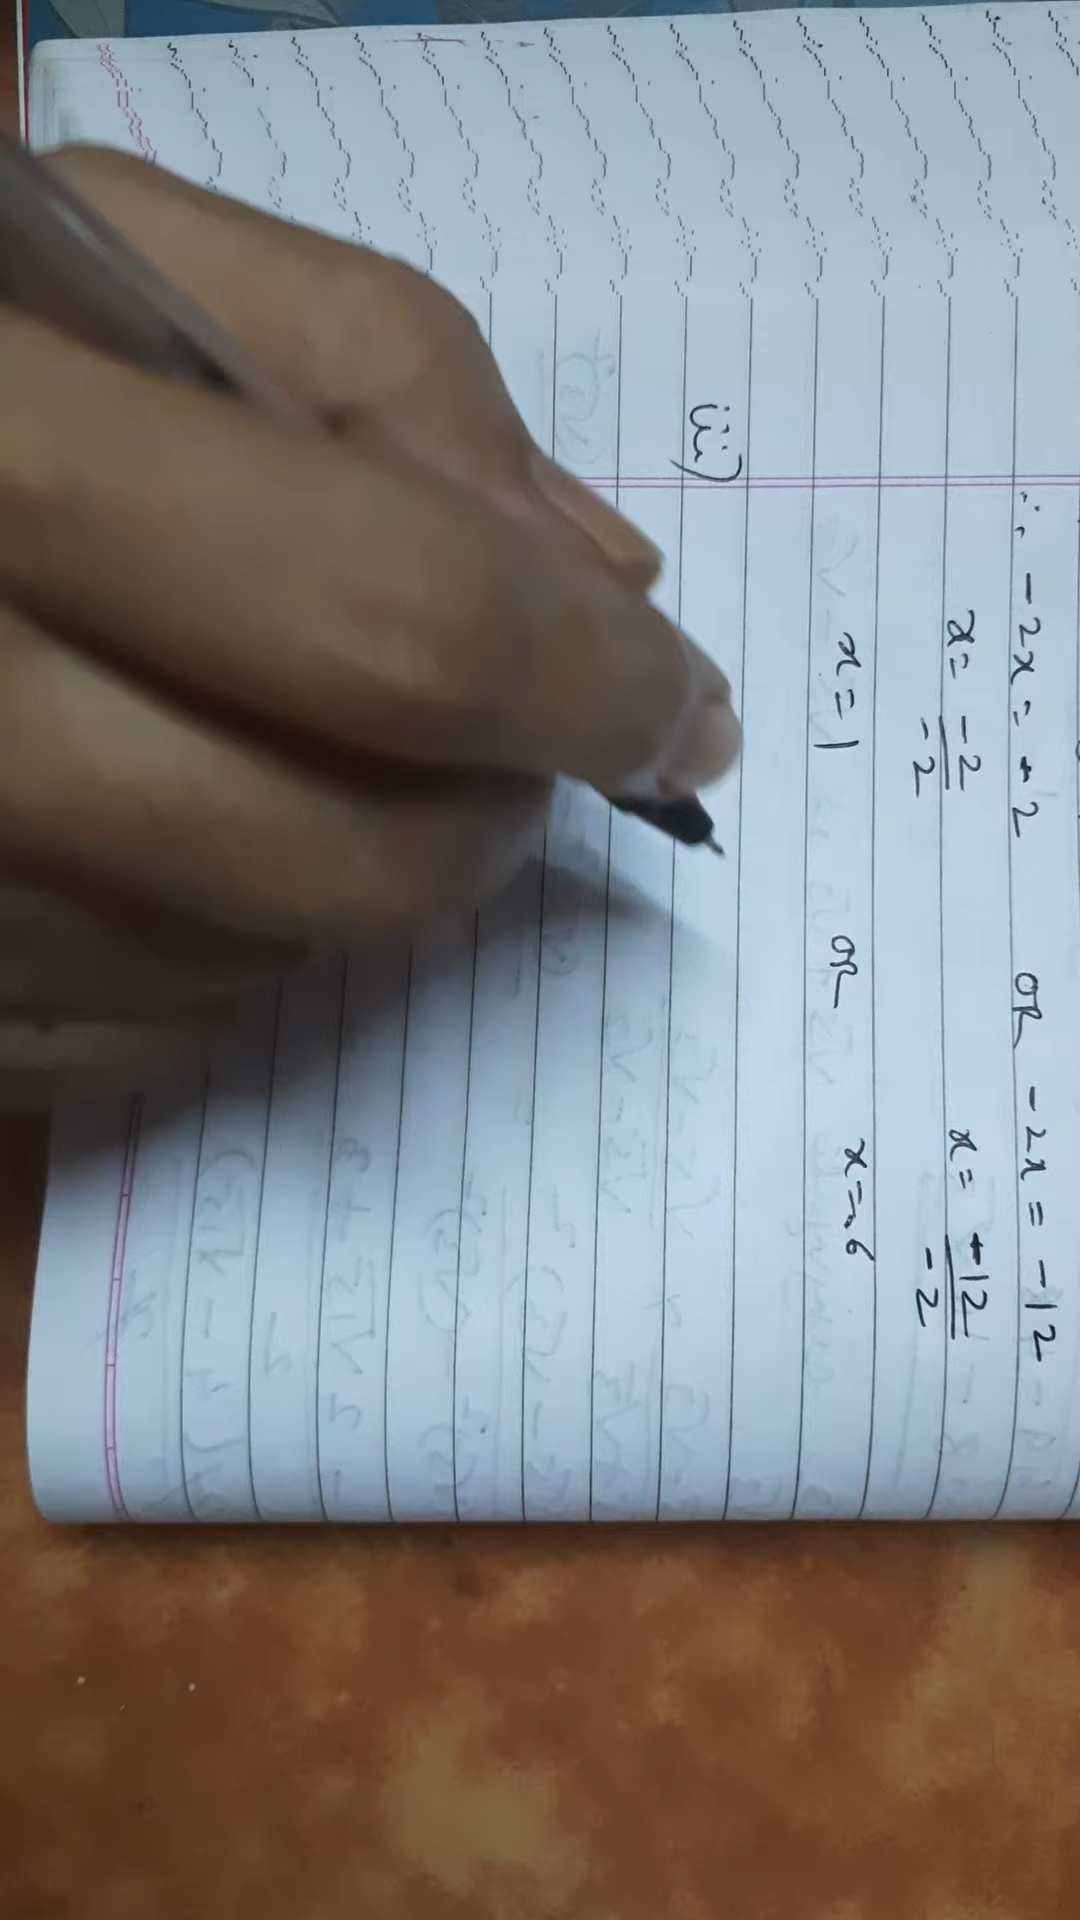 ∴ -2x = -2 OR -2x = -12
x = -2/-2 x = -12/-2
x = 1 OR x = 6
iii)